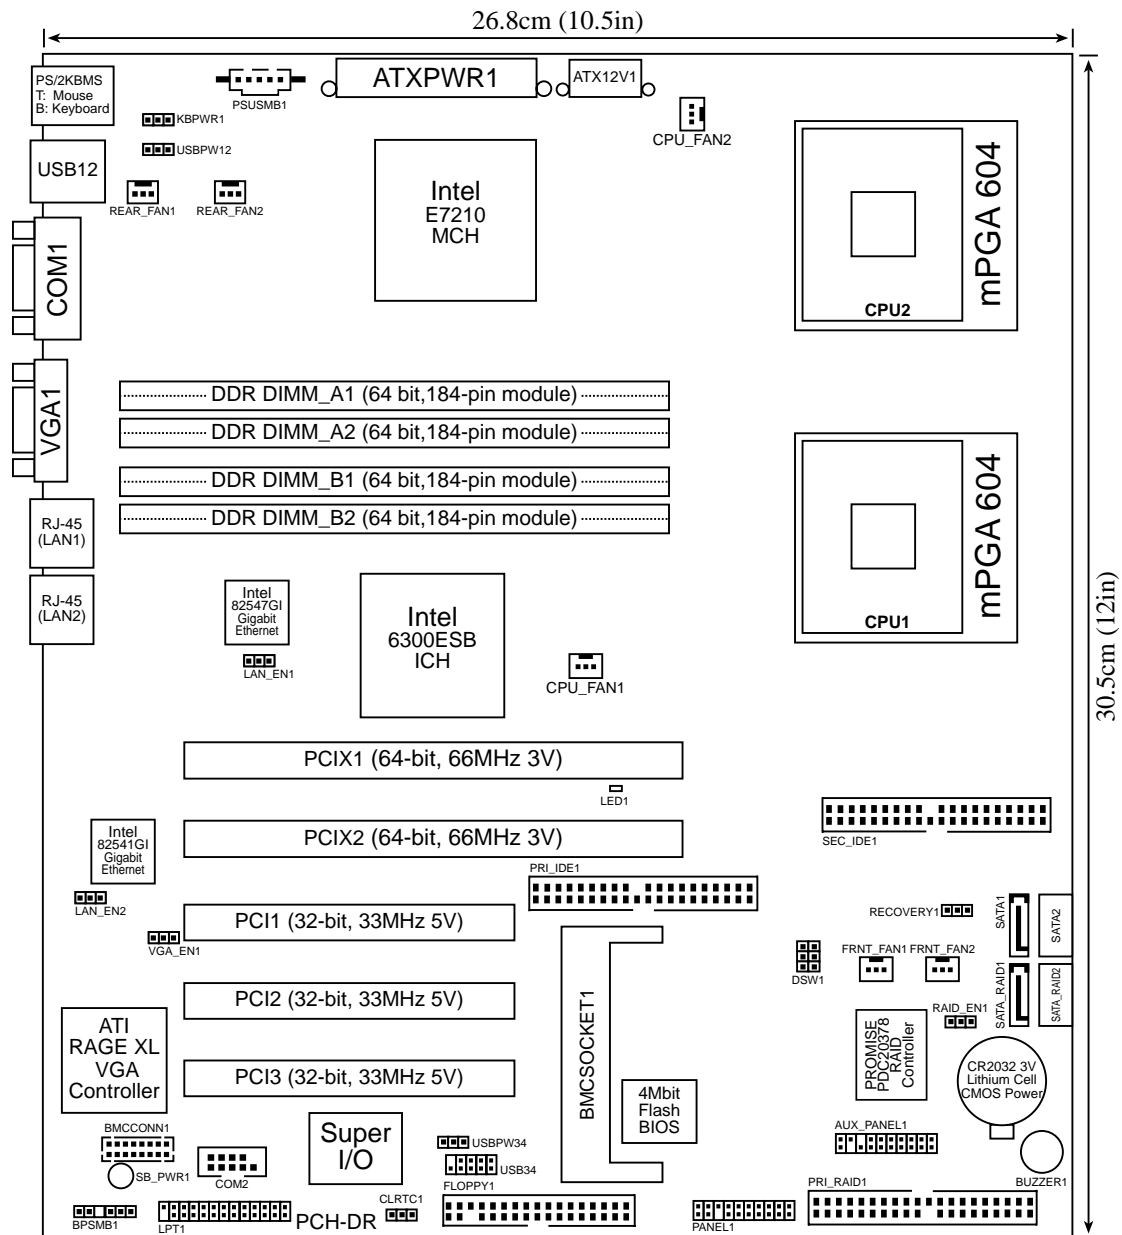 26.8cm (10.5in)
PS/2KBMS
T: Mouse
B: Keyboard
PSUSMB1
ATXPWR1
ATX12V1
KBPWR1
USBPW12
CPU_FAN2
USB12
REAR_FAN1
REAR_FAN2
Intel
E7210
MCH
mPGA 604
CPU2
COM1
VGA1
DDR DIMM_A1 (64 bit,184-pin module)
DDR DIMM_A2 (64 bit,184-pin module)
DDR DIMM_B1 (64 bit,184-pin module)
DDR DIMM_B2 (64 bit,184-pin module)
mPGA 604
CPU1
RJ-45
(LAN1)
RJ-45
(LAN2)
Intel
82547GI
Gigabit
Ethernet
LAN_EN1
Intel
6300ESB
ICH
CPU_FAN1
30.5cm (12in)
PCIX1 (64-bit, 66MHz 3V)
LED1
PCIX2 (64-bit, 66MHz 3V)
SEC_IDE1
Intel
82541GI
Gigabit
Ethernet
LAN_EN2
PRI_IDE1
VGA_EN1
PCI1 (32-bit, 33MHz 5V)
RECOVERY1
SATA1
SATA2
FRNT_FAN1
FRNT_FAN2
DSW1
PCI2 (32-bit, 33MHz 5V)
SATA_RAID1
SATA_RAID2
RAID_EN1
ATI
RAGE XL
VGA
Controller
BMCSOCKET1
PROMISE
PDC20378
RAID
Controller
PCI3 (32-bit, 33MHz 5V)
CR2032 3V
Lithium Cell
CMOS Power
4Mbit
Flash
BIOS
BMCCONN1
Super
I/O
AUX_PANEL1
USBPW34
USB34
SB_PWR1
COM2
BUZZER1
FLOPPY1
PRI_RAID1
CLRTC1
BPSMB1
LPT1
PCH-DR
PANEL1